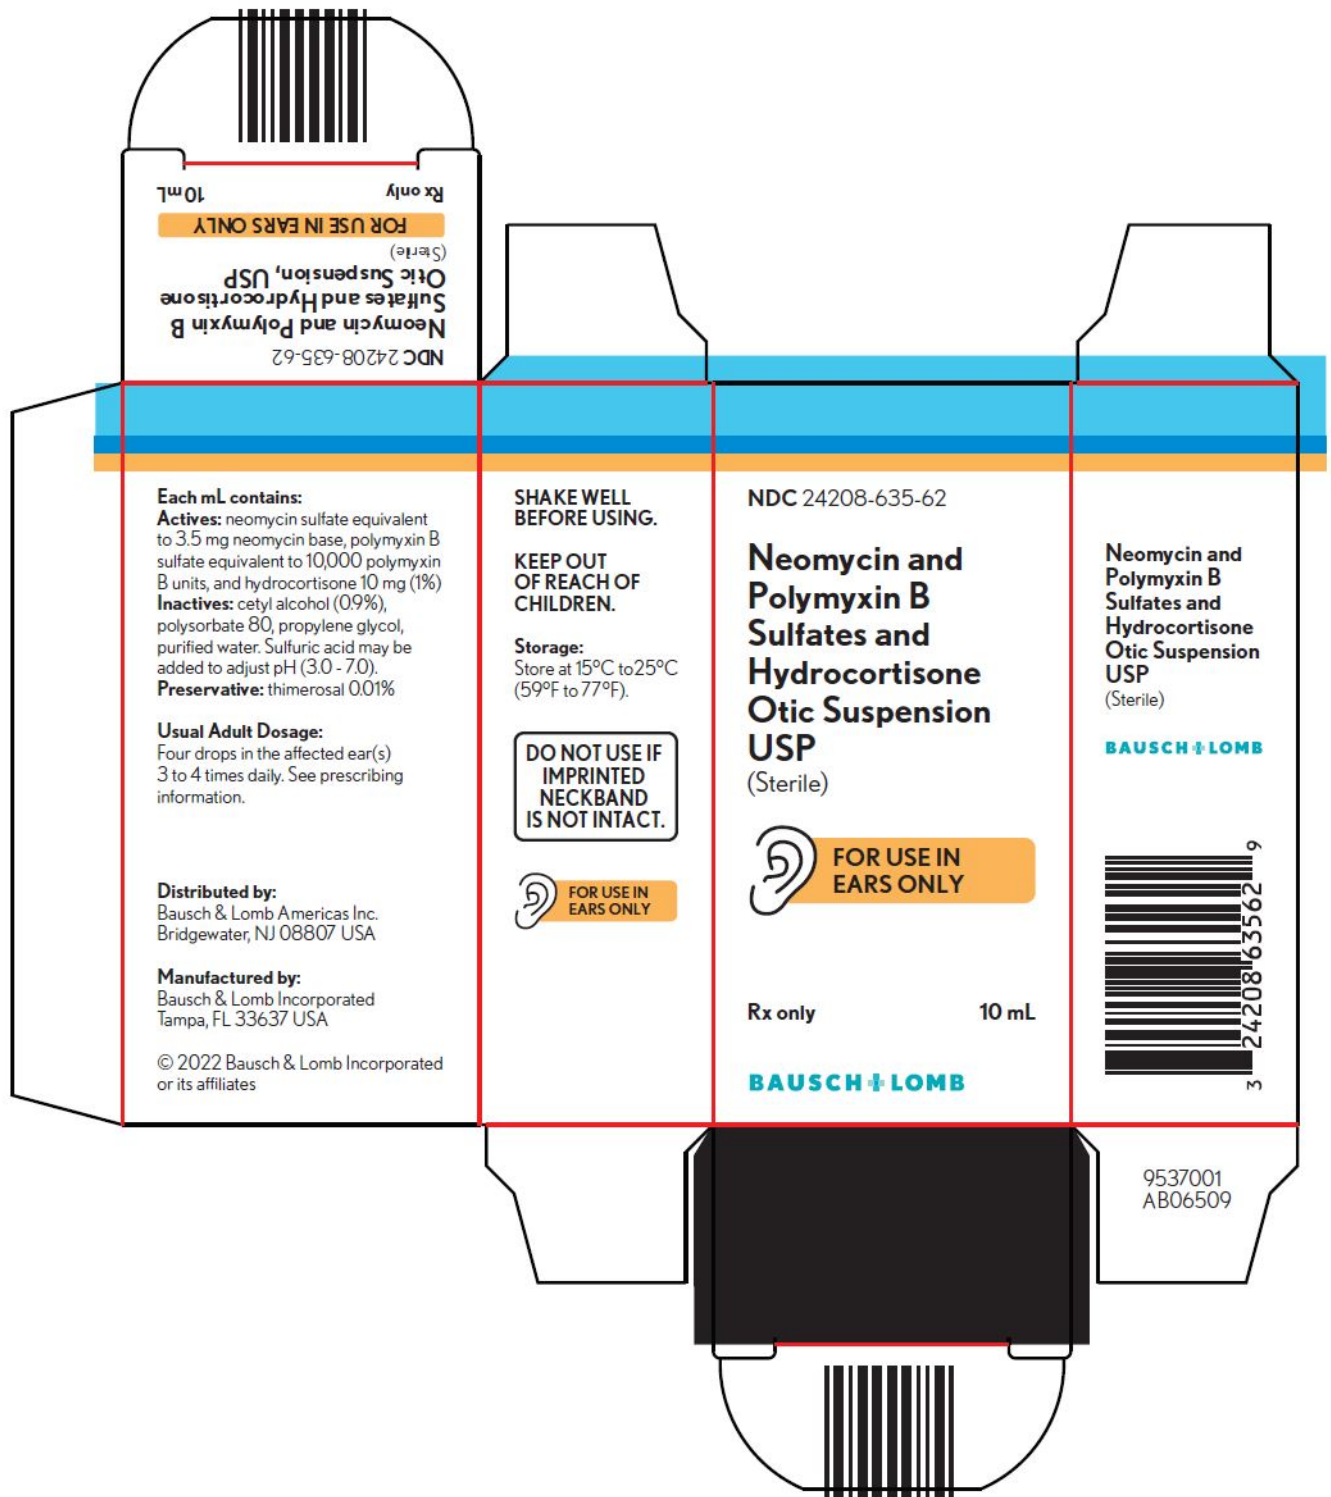 Rx only 10 mL
FOR USE IN EARS ONLY
(Sterile)
Otic Suspension, USP
Sulfates and Hydrocortisone
Neomycin and Polymyxin B
NDC 24208-635-62
Each mL contains:
Actives: neomycin sulfate equivalent
to 3.5 mg neomycin base, polymyxin B
sulfate equivalent to 10,000 polymyxin
B units, and hydrocortisone 10 mg (1%)
Inactives: cetyl alcohol (0.9%),
polysorbate 80, propylene glycol,
purified water. Sulfuric acid may be
added to adjust pH (3.0 - 7.0).
Preservative: thimerosal 0.01%
Usual Adult Dosage:
Four drops in the affected ear(s)
3 to 4 times daily. See prescribing
information.
Distributed by:
Bausch & Lomb Americas Inc.
Bridgewater, NJ 08807 USA
Manufactured by:
Bausch & Lomb Incorporated
Tampa, FL 33637 USA
© 2022 Bausch & Lomb Incorporated
or its affiliates
SHAKE WELL
BEFORE USING.
KEEP OUT
OF REACH OF
CHILDREN.
Storage:
Store at 15°C to 25°C
(59°F to 77°F).
DO NOT USE IF
IMPRINTED
NECKBAND
IS NOT INTACT.
FOR USE IN
EARS ONLY
NDC 24208-635-62
Neomycin and
Polymyxin B
Sulfates and
Hydrocortisone
Otic Suspension
USP
(Sterile)
FOR USE IN
EARS ONLY
Rx only 10 mL
BAUSCH + LOMB
Neomycin and
Polymyxin B
Sulfates and
Hydrocortisone
Otic Suspension
USP
(Sterile)
BAUSCH + LOMB
3 24208 63562 9
9537001
AB06509